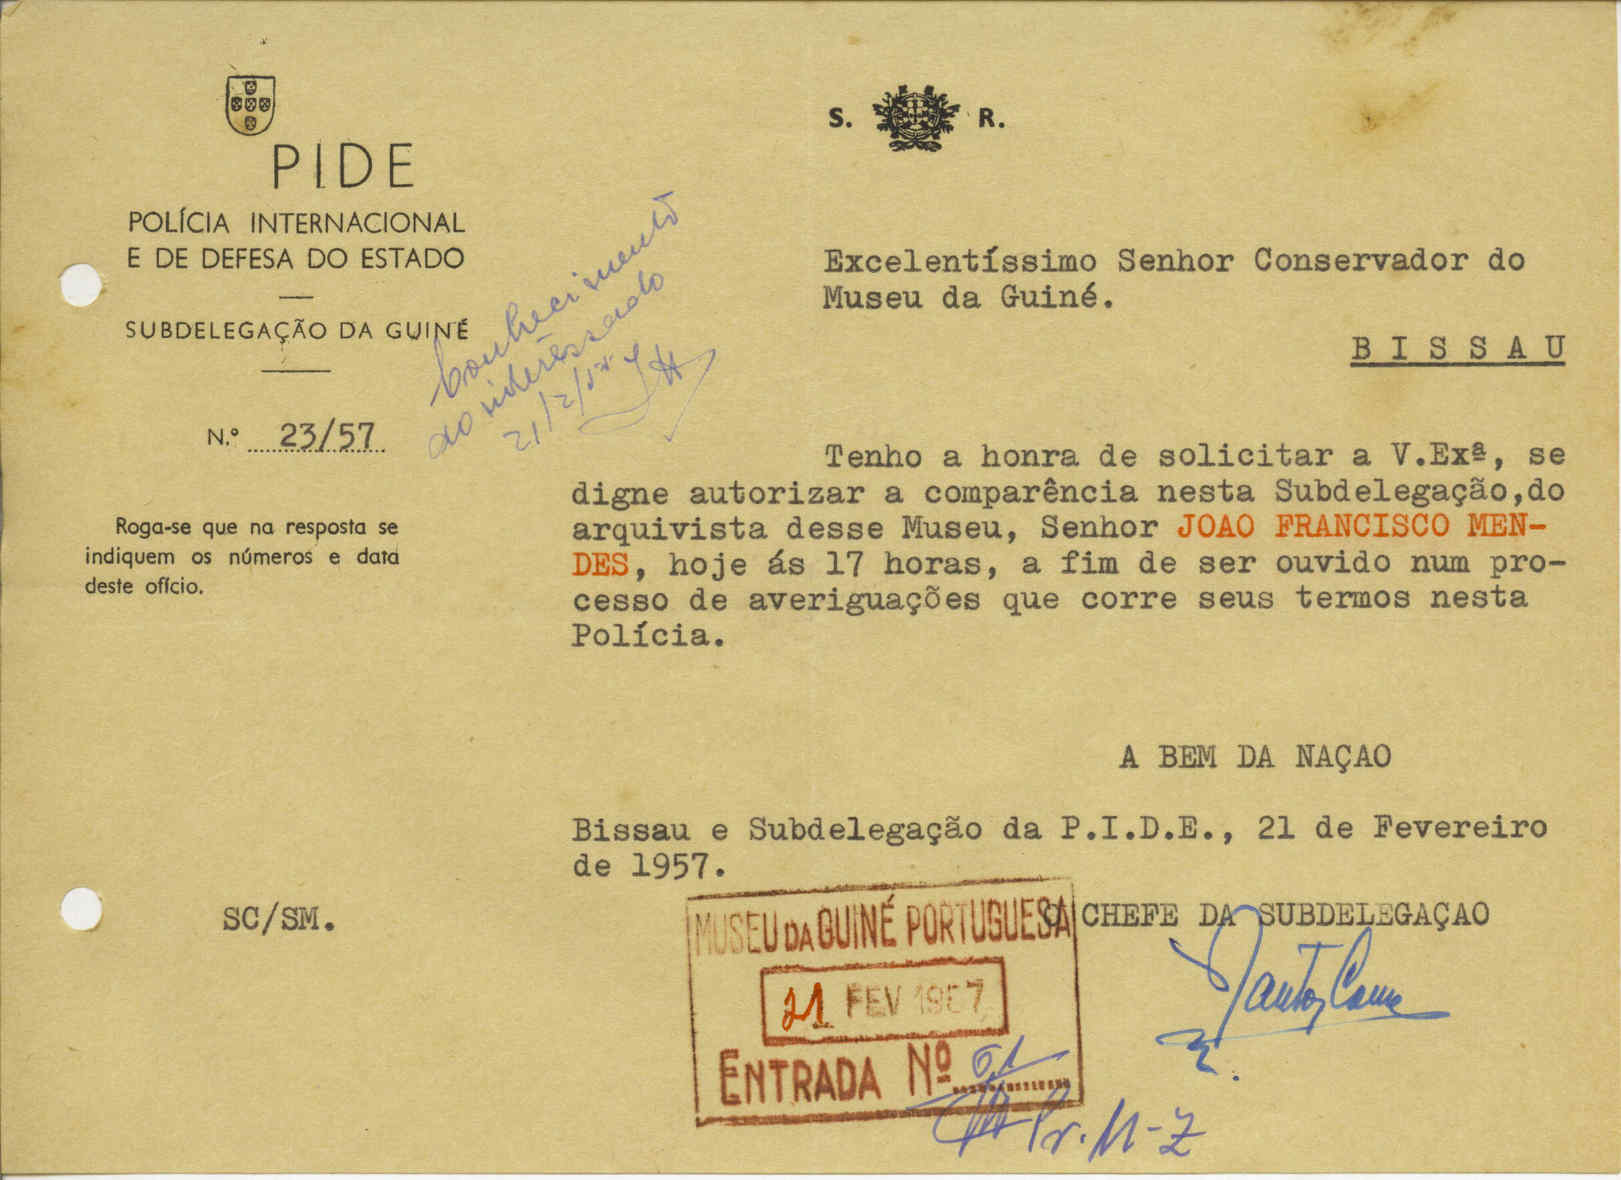 PIDE
POLÍCIA INTERNACIONAL
E DE DEFESA DO ESTADO
SUBDELEGAÇÃO DA GUINÉ
N.º 23/57
Roga-se que na resposta se
indiquem os números e data
deste ofício.
S. R.
Conhecimento
ao interessado
21/2/57
Excelentíssimo Senhor Conservador do
Museu da Guiné.
BISSAU
Tenho a honra de solicitar a V.Exª, se
digne autorizar a comparência nesta Subdelegação,do
arquivista desse Museu, Senhor JOAO FRANCISCO MEN-
DES, hoje ás 17 horas, a fim de ser ouvido num pro-
cesso de averiguações que corre seus termos nesta
Polícia.
A BEM DA NAÇAO
Bissau e Subdelegação da P.I.D.E., 21 de Fevereiro
de 1957.
SC/SM.
O CHEFE DA SUBDELEGAÇAO
MUSEU DA GUINÉ PORTUGUESA
21 FEV 1957
ENTRADA Nº
Pr. M-Z